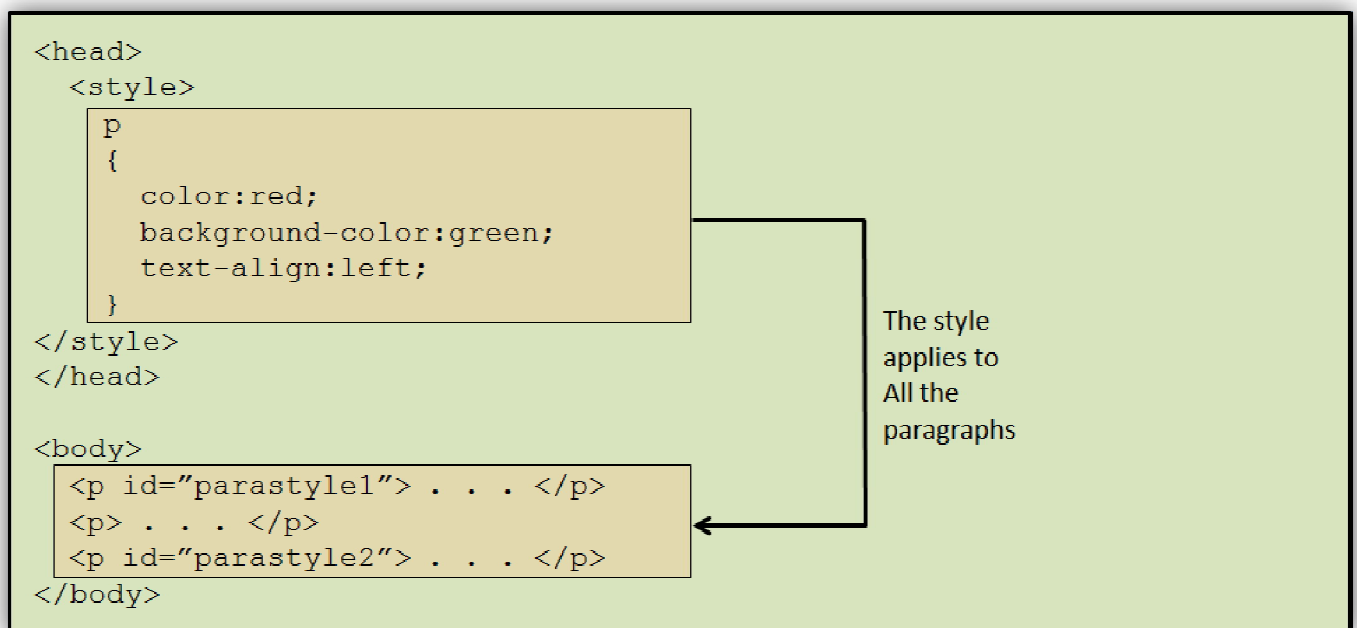 <head>
<style>
p
{
color:red;
background-color:green;
text-align:left;
}
</style>
</head>
The style
applies to
All the
paragraphs
<body>
<p id=”parastyle1”> . . . </p>
<p> . . . </p>
<p id=”parastyle2”> . . . </p>
</body>